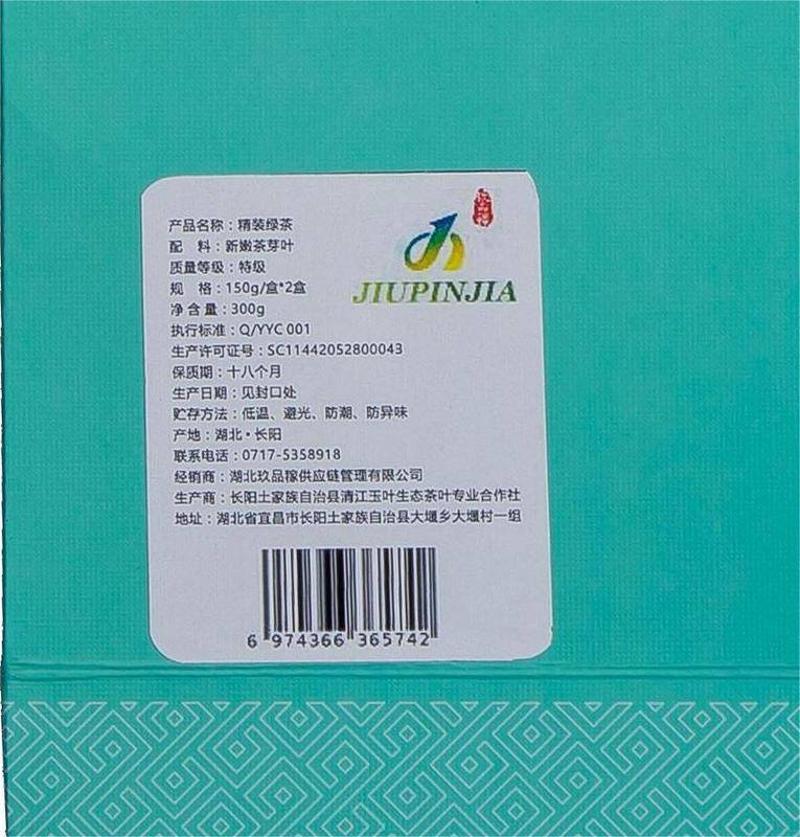 产品名称：精装绿茶
配 料：新嫩茶芽叶
质量等级：特级
规 格：150g/盒*2盒
净含量：300g
执行标准：Q/YYC 001
生产许可证号：SC11442052800043
保质期：十八个月
生产日期：见封口处
贮存方法：低温、避光、防潮、防异味
产地：湖北·长阳
联系电话：0717-5358918
经销商：湖北玖品稼供应链管理有限公司
生产商：长阳土家族自治县清江玉叶生态茶叶专业合作社
地址：湖北省宜昌市长阳土家族自治县大堰乡大堰村一组
JIUPINJIA
6 974366 365742